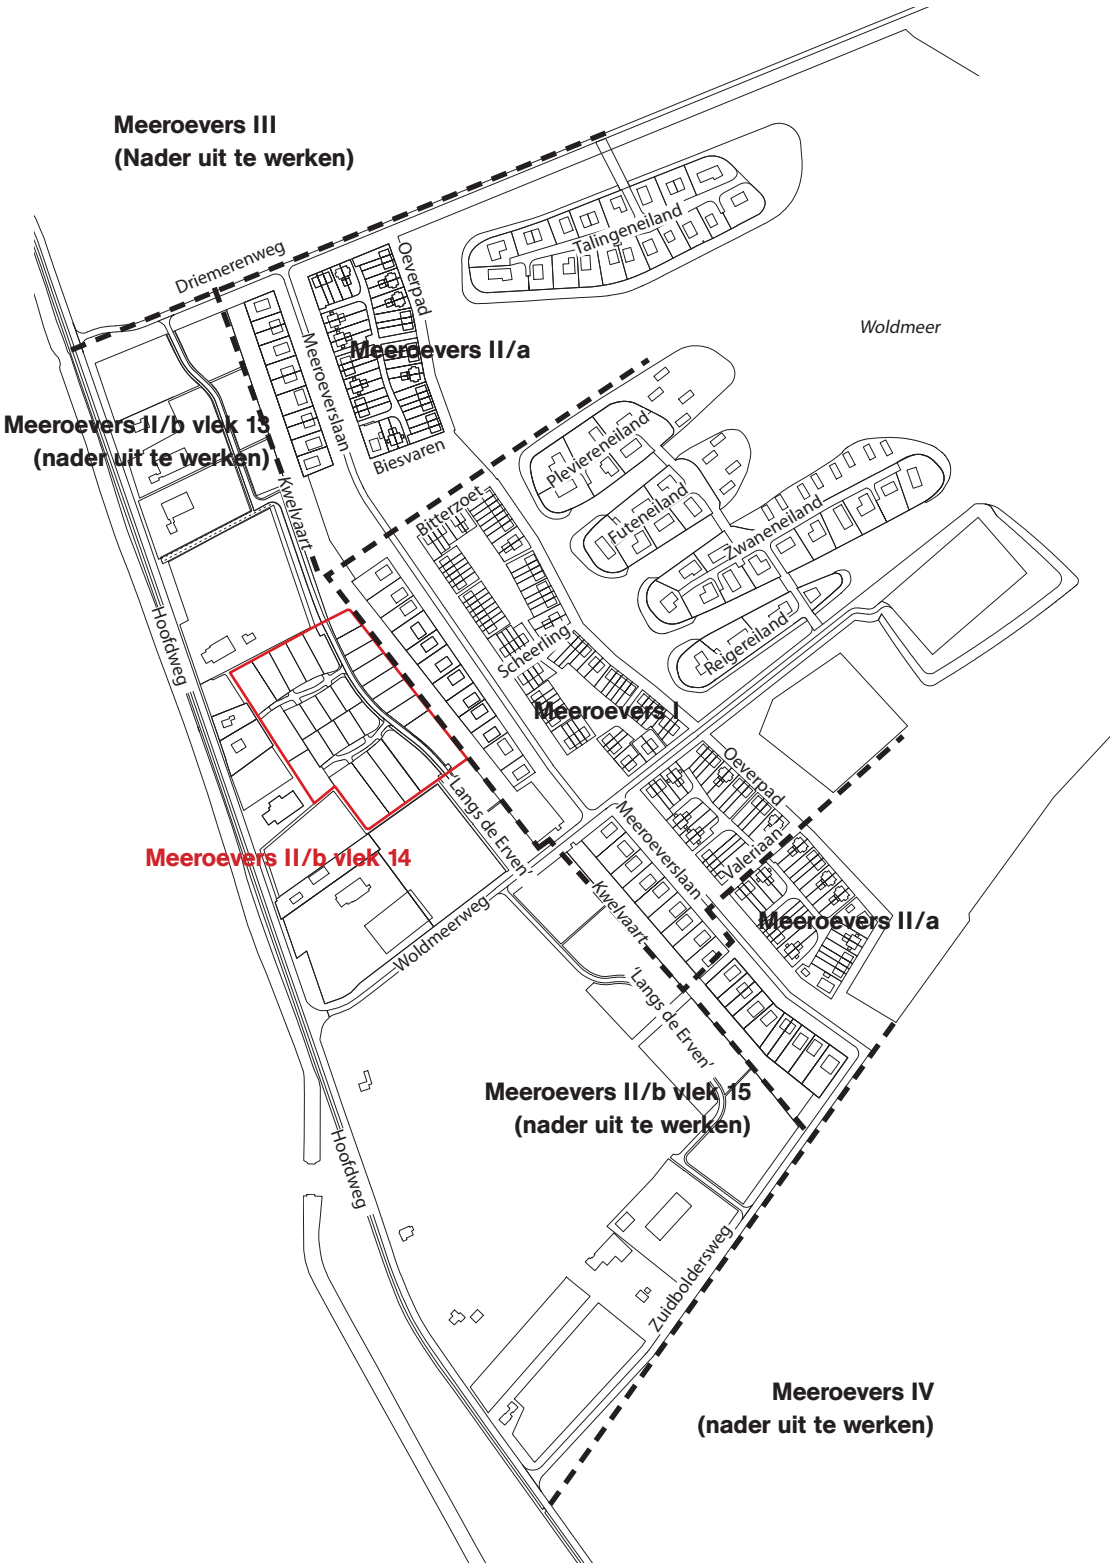 Meeroevers III
(Nader uit te werken)
Driemerenweg
Oeverpad
Talingeneiland
Woldmeer
Meeroeverslaan
Meeroevers II/a
Meeroevers II/b vlek 13
(nader uit te werken)
Biesvaren
Plevierenëiland
Kwelvaart
Bitterzoet
Futeneiland
Zwaneneiland
Hoofdweg
Scheerling
Reigereiland
Meeroevers I
Oeverpad
'Langs de Erven'
Meeroeverslaan
Valeriaan
Meeroevers II/b vlek 14
Kwelvaart
Meeroevers II/a
Woldmeerweg
'Langs de Erven'
Meeroevers II/b vlek 15
(nader uit te werken)
Hoofdweg
Zuidboldersweg
Meeroevers IV
(nader uit te werken)